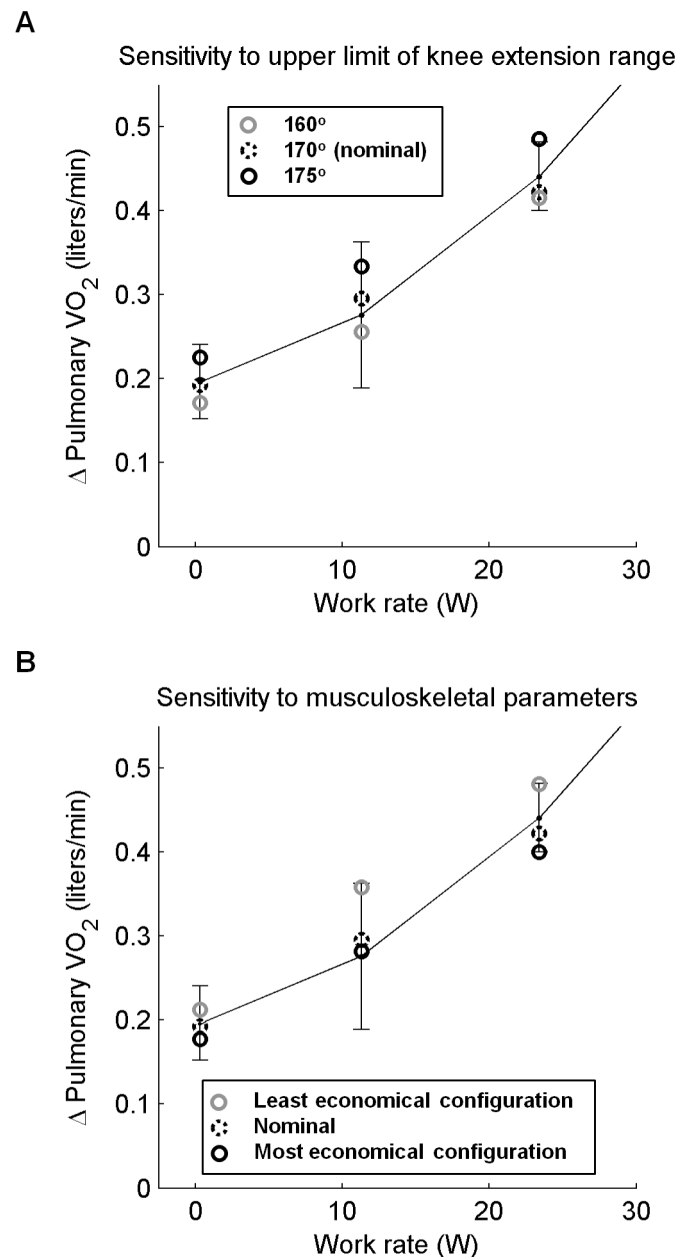 A
Sensitivity to upper limit of knee extension range
160°
170° (nominal)
175°
0.5
0.4
0.3
0.2
0.1
0
Δ Pulmonary VO2 (liters/min)
0 10 20 30
Work rate (W)
B
Sensitivity to musculoskeletal parameters
0.5
0.4
0.3
0.2
0.1
0
Δ Pulmonary VO2 (liters/min)
Least economical configuration
Nominal
Most economical configuration
0 10 20 30
Work rate (W)